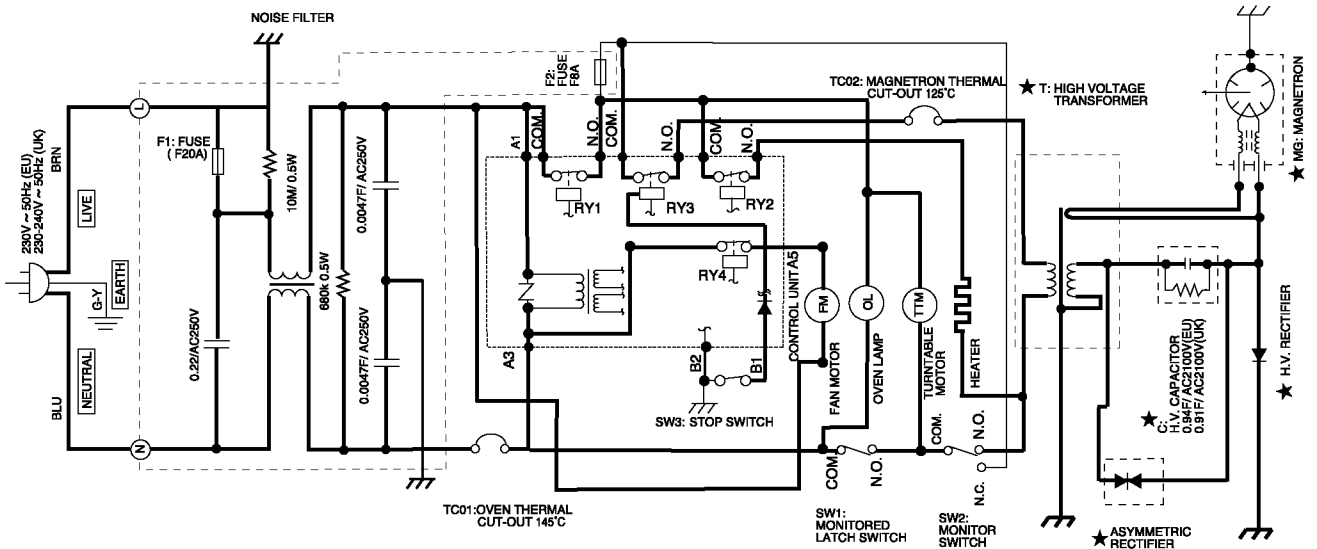 NOISE FILTER
230V ~ 50Hz (EU)
230-240V ~ 50Hz (UK)
BRN
LIVE
G-Y
EARTH
BLU
NEUTRAL
L
N
F1: FUSE
( F20A)
10M/ 0.5W
0.22/AC250V
680k 0.5W
0.0047F/ AC250V
0.0047F/ AC250V
F2:
FUSE
F8A
A1
COM.
N.O.
COM.
N.O.
COM.
N.O.
RY1
RY3
RY2
RY4
CONTROL UNIT A5
A3
B2
B1
SW3: STOP SWITCH
TC01:OVEN THERMAL
CUT-OUT 145°C
TC02: MAGNETRON THERMAL
CUT-OUT 125°C
FM
FAN MOTOR
OL
OVEN LAMP
TTM
TURNTABLE
MOTOR
HEATER
COM.
N.O.
SW1:
MONITORED
LATCH SWITCH
COM.
N.O.
N.C.
SW2:
MONITOR
SWITCH
★ T: HIGH VOLTAGE
TRANSFORMER
★ MG: MAGNETRON
★ C:
H.V. CAPACITOR
0.94F/ AC2100V(EU)
0.91F/ AC2100V(UK)
★ H.V. RECTIFIER
★ ASYMMETRIC
RECTIFIER